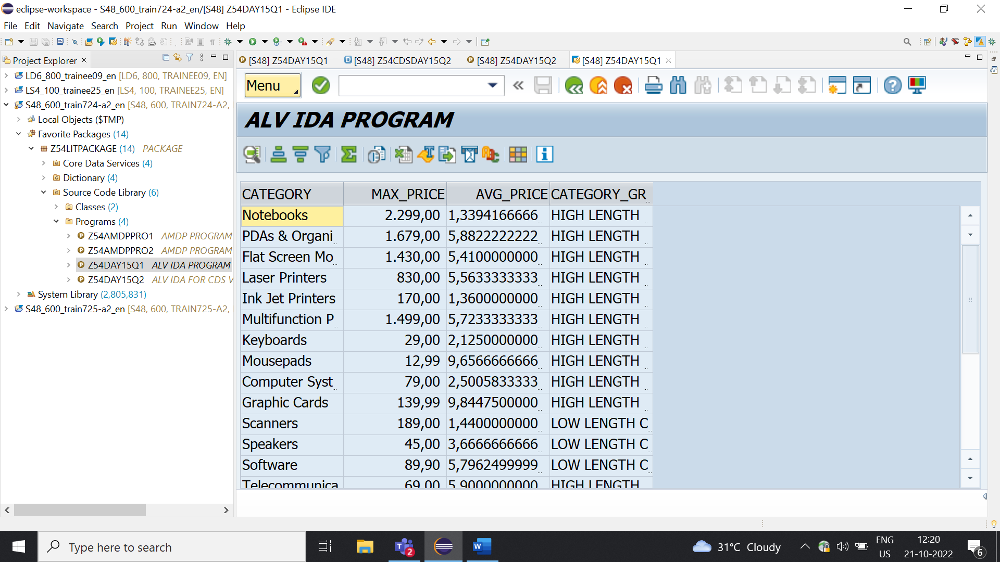 eclipse-workspace - S48_600_train724-a2_en/[S48] Z54DAY15Q1 - Eclipse IDE
File Edit Navigate Search Project Run Window Help
Project Explorer
[S48] Z54DAY15Q1 [S48] Z54CDSDAY15Q2 [S48] Z54DAY15Q2 [S48] Z54DAY15Q1
LD6_800_trainee09_en [LD6, 800, TRAINEE09, EN]
LS4_100_trainee25_en [LS4, 100, TRAINEE25, EN]
S48_600_train724-a2_en [S48, 600, TRAIN724-A2,
Local Objects ($TMP)
Favorite Packages (14)
Z54LITPACKAGE (14) PACKAGE
Core Data Services (4)
Dictionary (4)
Source Code Library (6)
Classes (2)
Programs (4)
Z54AMDPPRO1 AMDP PROGRAM
Z54AMDPPRO2 AMDP PROGRAM
Z54DAY15Q1 ALV IDA PROGRAM
Z54DAY15Q2 ALV IDA FOR CDS V
System Library (2,805,831)
S48_600_train725-a2_en [S48, 600, TRAIN725-A2,
Menu
ALV IDA PROGRAM
CATEGORY MAX_PRICE AVG_PRICE CATEGORY_GR...
Notebooks 2.299,00 1,3394166666... HIGH LENGTH ...
PDAs & Organi... 1.679,00 5,8822222222... HIGH LENGTH ...
Flat Screen Mo... 1.430,00 5,4100000000... HIGH LENGTH ...
Laser Printers 830,00 5,5633333333... HIGH LENGTH ...
Ink Jet Printers 170,00 1,3600000000... HIGH LENGTH ...
Multifunction P... 1.499,00 5,7233333333... HIGH LENGTH ...
Keyboards 29,00 2,1250000000... HIGH LENGTH ...
Mousepads 12,99 9,6566666666... HIGH LENGTH ...
Computer Syst... 79,00 2,5005833333... HIGH LENGTH ...
Graphic Cards 139,99 9,8447500000... HIGH LENGTH ...
Scanners 189,00 1,4400000000... LOW LENGTH C...
Speakers 45,00 3,6666666666... LOW LENGTH C...
Software 89,90 5,7962499999... LOW LENGTH C...
Telecommunica 69,00 5,9000000000 HIGH LENGTH
Type here to search
2
31°C Cloudy
ENG
US
12:20
21-10-2022
6